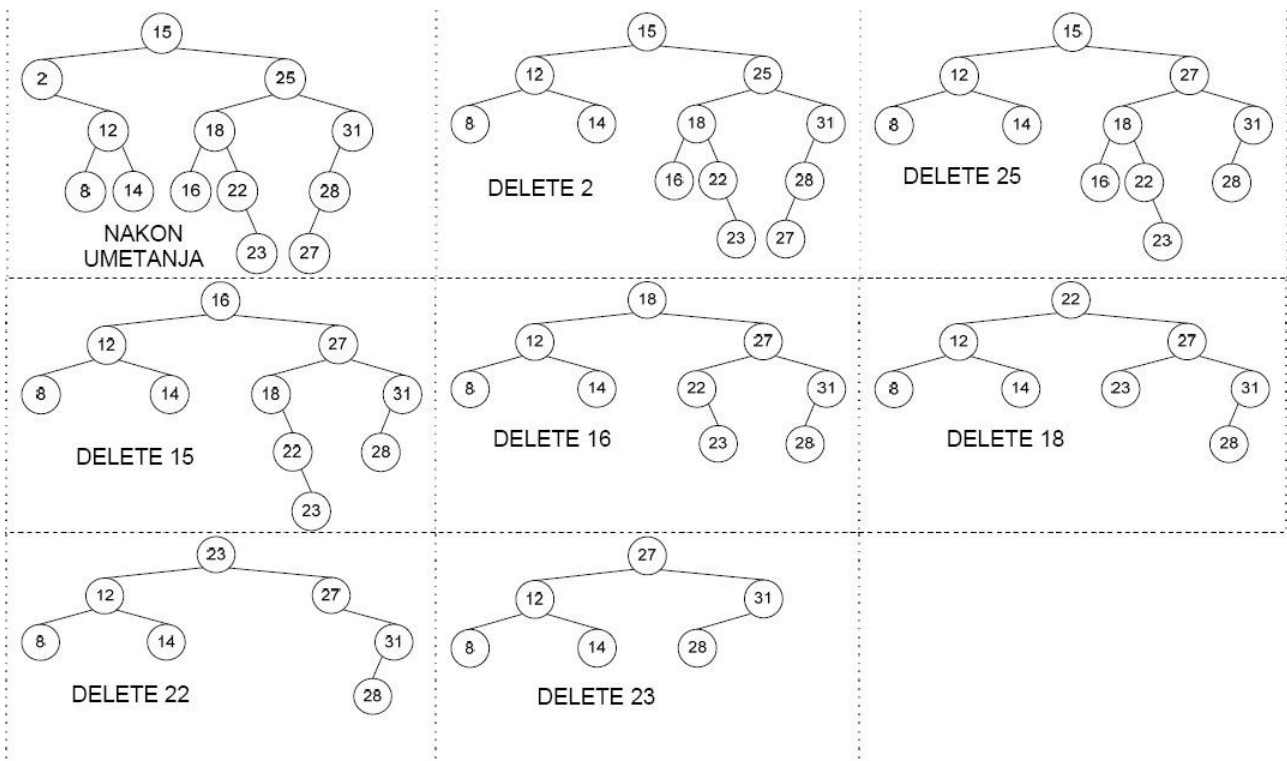 15
2 25
12 18 31
8 14 16 22 28
23 27
NAKON
UMETANJA
15
12 25
8 14 18 31
16 22 28
23 27
DELETE 2
15
12 27
8 14 18 31
16 22 28
23
DELETE 25
16
12 27
8 14 18 31
22 28
23
DELETE 15
18
12 27
8 14 22 31
23 28
DELETE 16
22
12 27
8 14 23 31
28
DELETE 18
23
12 27
8 14 31
28
DELETE 22
27
12 31
8 14 28
DELETE 23